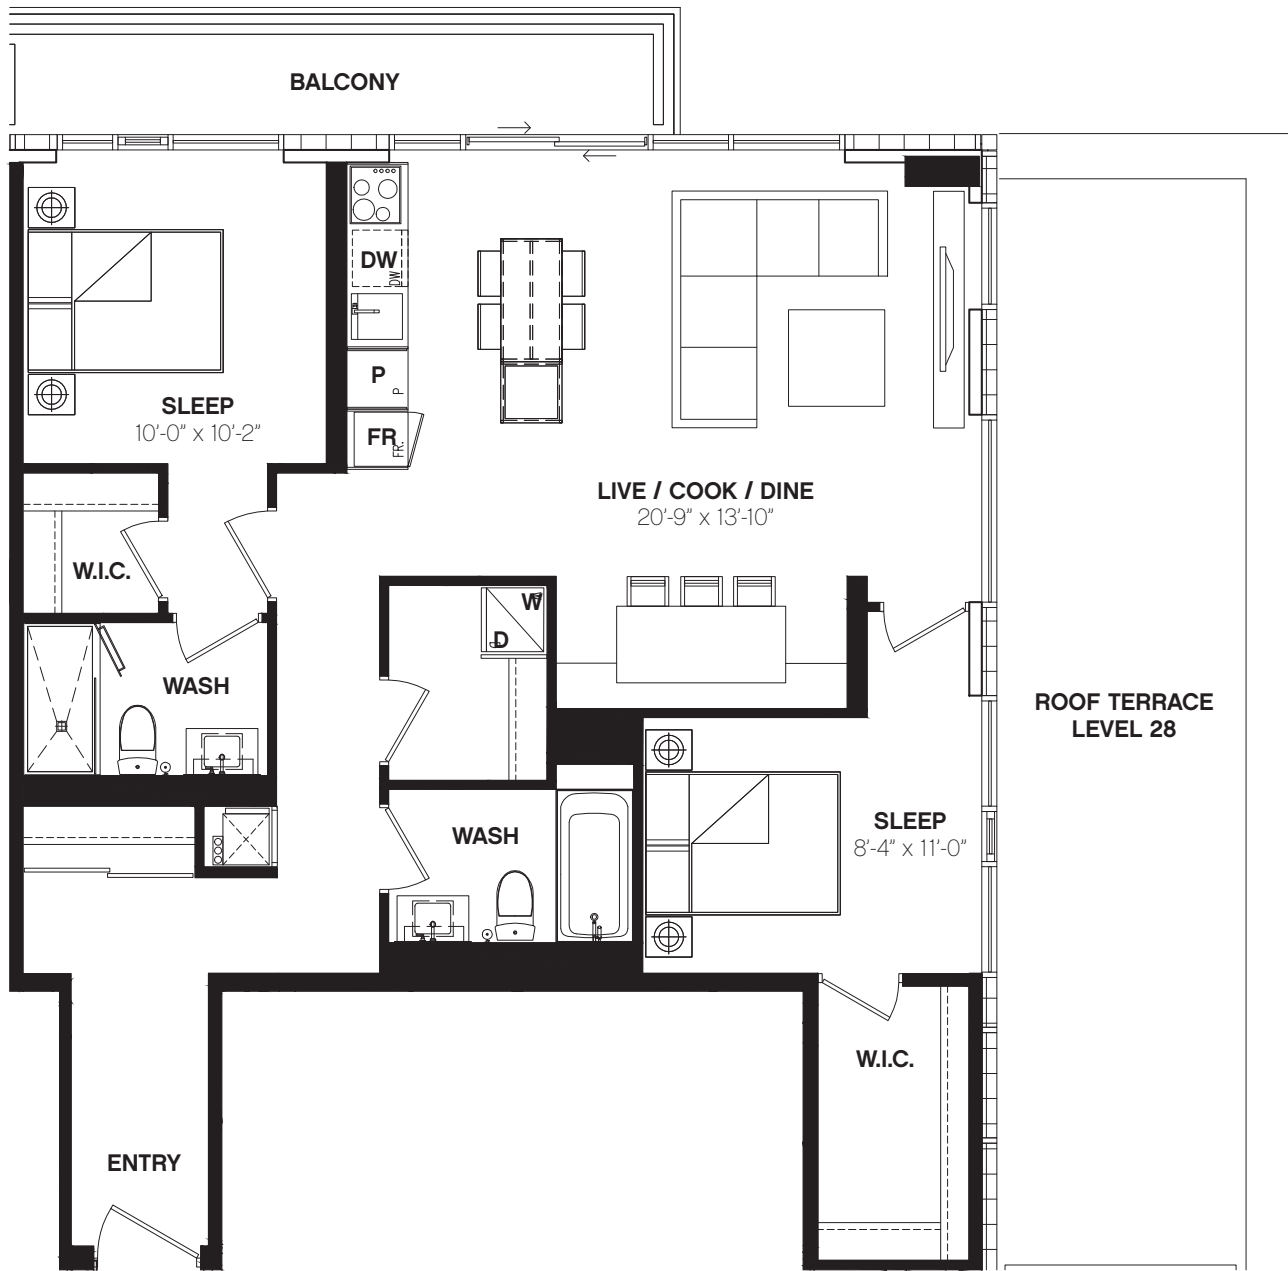 BALCONY
DW
DW
P
P
FR.
FR.
SLEEP
10'-0" x 10'-2"
LIVE / COOK / DINE
20'-9" x 13'-10"
W.I.C.
W
D
WASH
ROOF TERRACE
LEVEL 28
WASH
SLEEP
8'-4" x 11'-0"
W.I.C.
ENTRY